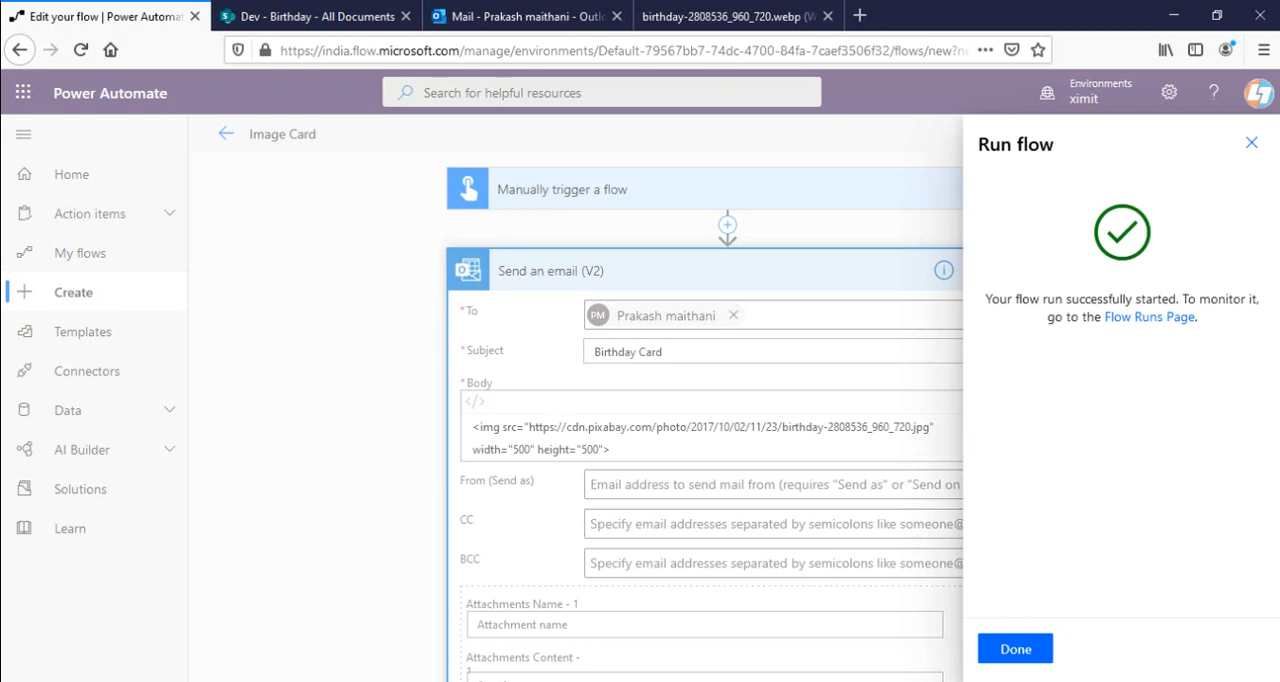 Edit your flow | Power Automat
Dev - Birthday - All Documents
Mail - Prakash maithani - Outlo
birthday-2808536_960_720.webp (W
https://india.flow.microsoft.com/manage/environments/Default-79567bb7-74dc-4700-84fa-7caef3506f32/flows/new?ne
Power Automate
Search for helpful resources
Environments
ximit
Image Card
Run flow
Home
Action items
My flows
Create
Templates
Connectors
Data
AI Builder
Solutions
Learn
Manually trigger a flow
Send an email (V2)
* To
PM Prakash maithani
* Subject
Birthday Card
* Body
</>
<img src="https://cdn.pixabay.com/photo/2017/10/02/11/23/birthday-2808536_960_720.jpg"
width="500" height="500">
From (Send as)
Email address to send mail from (requires "Send as" or "Send on
CC
Specify email addresses separated by semicolons like someone@
BCC
Specify email addresses separated by semicolons like someone@
Attachments Name - 1
Attachment name
Attachments Content -
Your flow run successfully started. To monitor it,
go to the Flow Runs Page.
Done